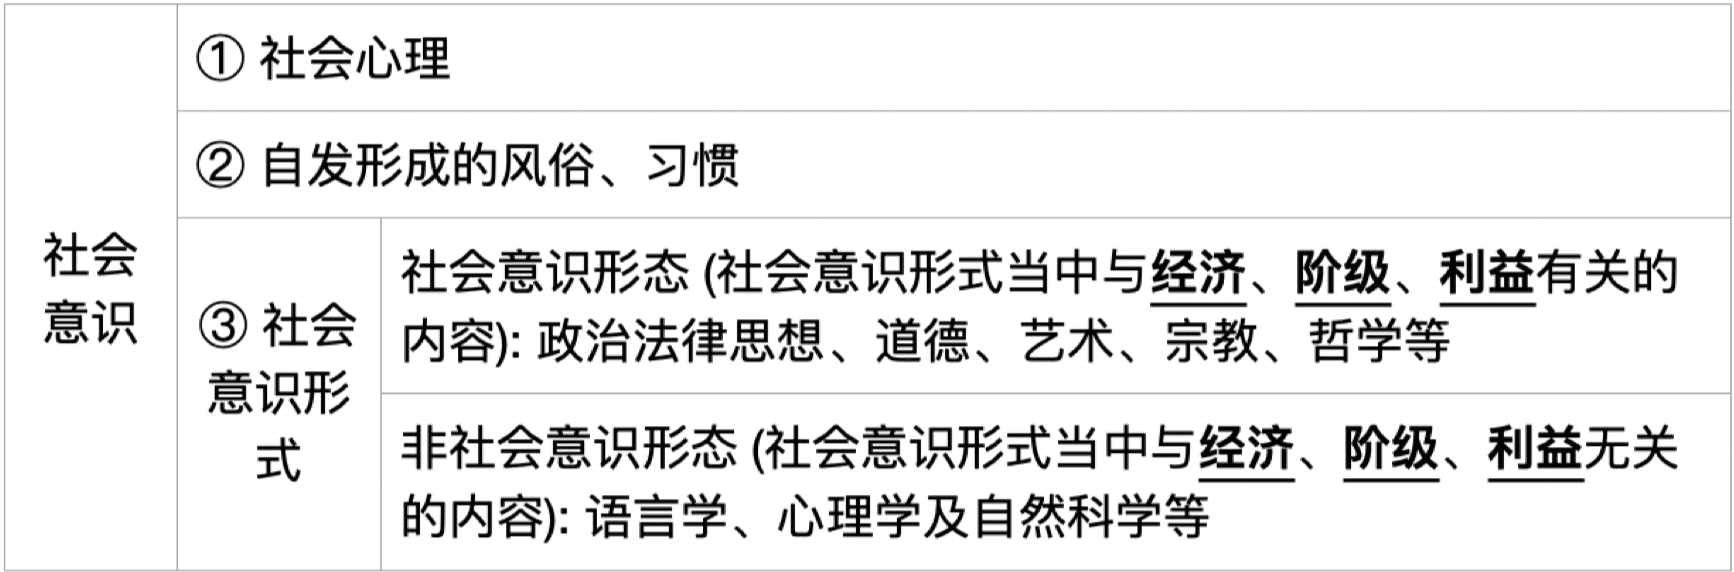 社会
意识
① 社会心理
② 自发形成的风俗、习惯
③ 社会
意识形
式
社会意识形态 (社会意识形式当中与经济、阶级、利益有关的
内容): 政治法律思想、道德、艺术、宗教、哲学等
非社会意识形态 (社会意识形式当中与经济、阶级、利益无关
的内容): 语言学、心理学及自然科学等